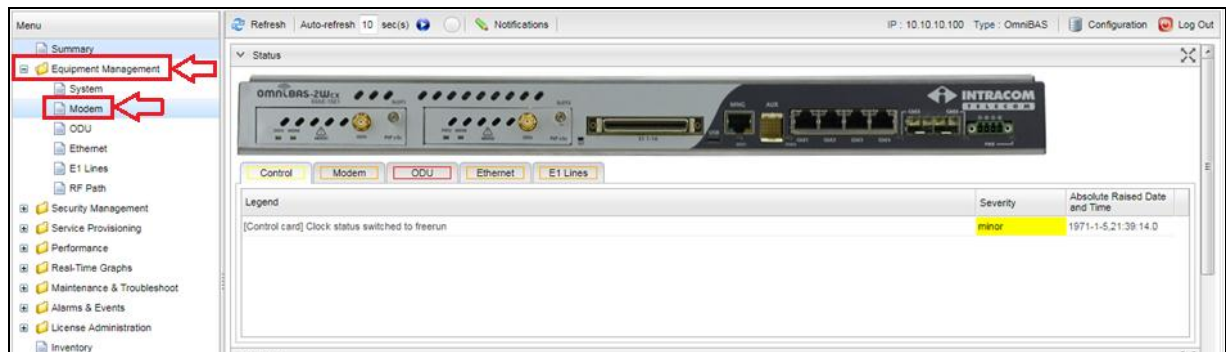 Menu
Refresh Auto-refresh 10 sec(s) Notifications IP : 10.10.10.100 Type : OmniBAS Configuration Log Out
Summary
Equipment Management
System
Modem
ODU
Ethernet
E1 Lines
RF Path
Security Management
Service Provisioning
Performance
Real-Time Graphs
Maintenance & Troubleshoot
Alarms & Events
License Administration
Inventory
Status
OmniBAS-2Wcx
INTRACOM
TELECOM
MNG AUX
Control Modem ODU Ethernet E1 Lines
Legend Severity Absolute Raised Date
and Time
[Control card] Clock status switched to freerun minor 1971-1-5,21:39:14.0